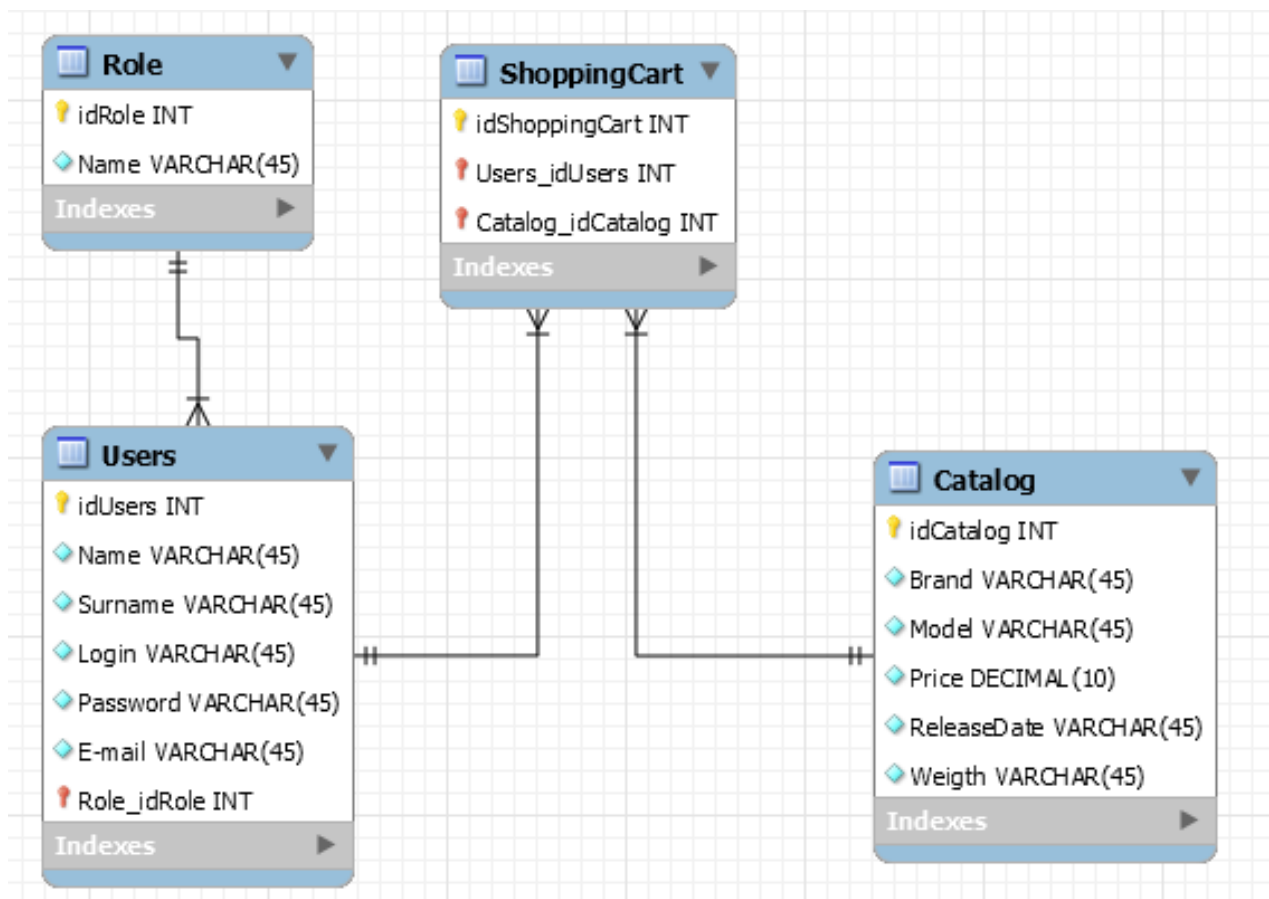 Role
idRole INT
Name VARCHAR(45)
Indexes
ShoppingCart
idShoppingCart INT
Users_idUsers INT
Catalog_idCatalog INT
Indexes
Users
idUsers INT
Name VARCHAR(45)
Surname VARCHAR(45)
Login VARCHAR(45)
Password VARCHAR(45)
E-mail VARCHAR(45)
Role_idRole INT
Indexes
Catalog
idCatalog INT
Brand VARCHAR(45)
Model VARCHAR(45)
Price DECIMAL(10)
ReleaseDate VARCHAR(45)
Weigth VARCHAR(45)
Indexes